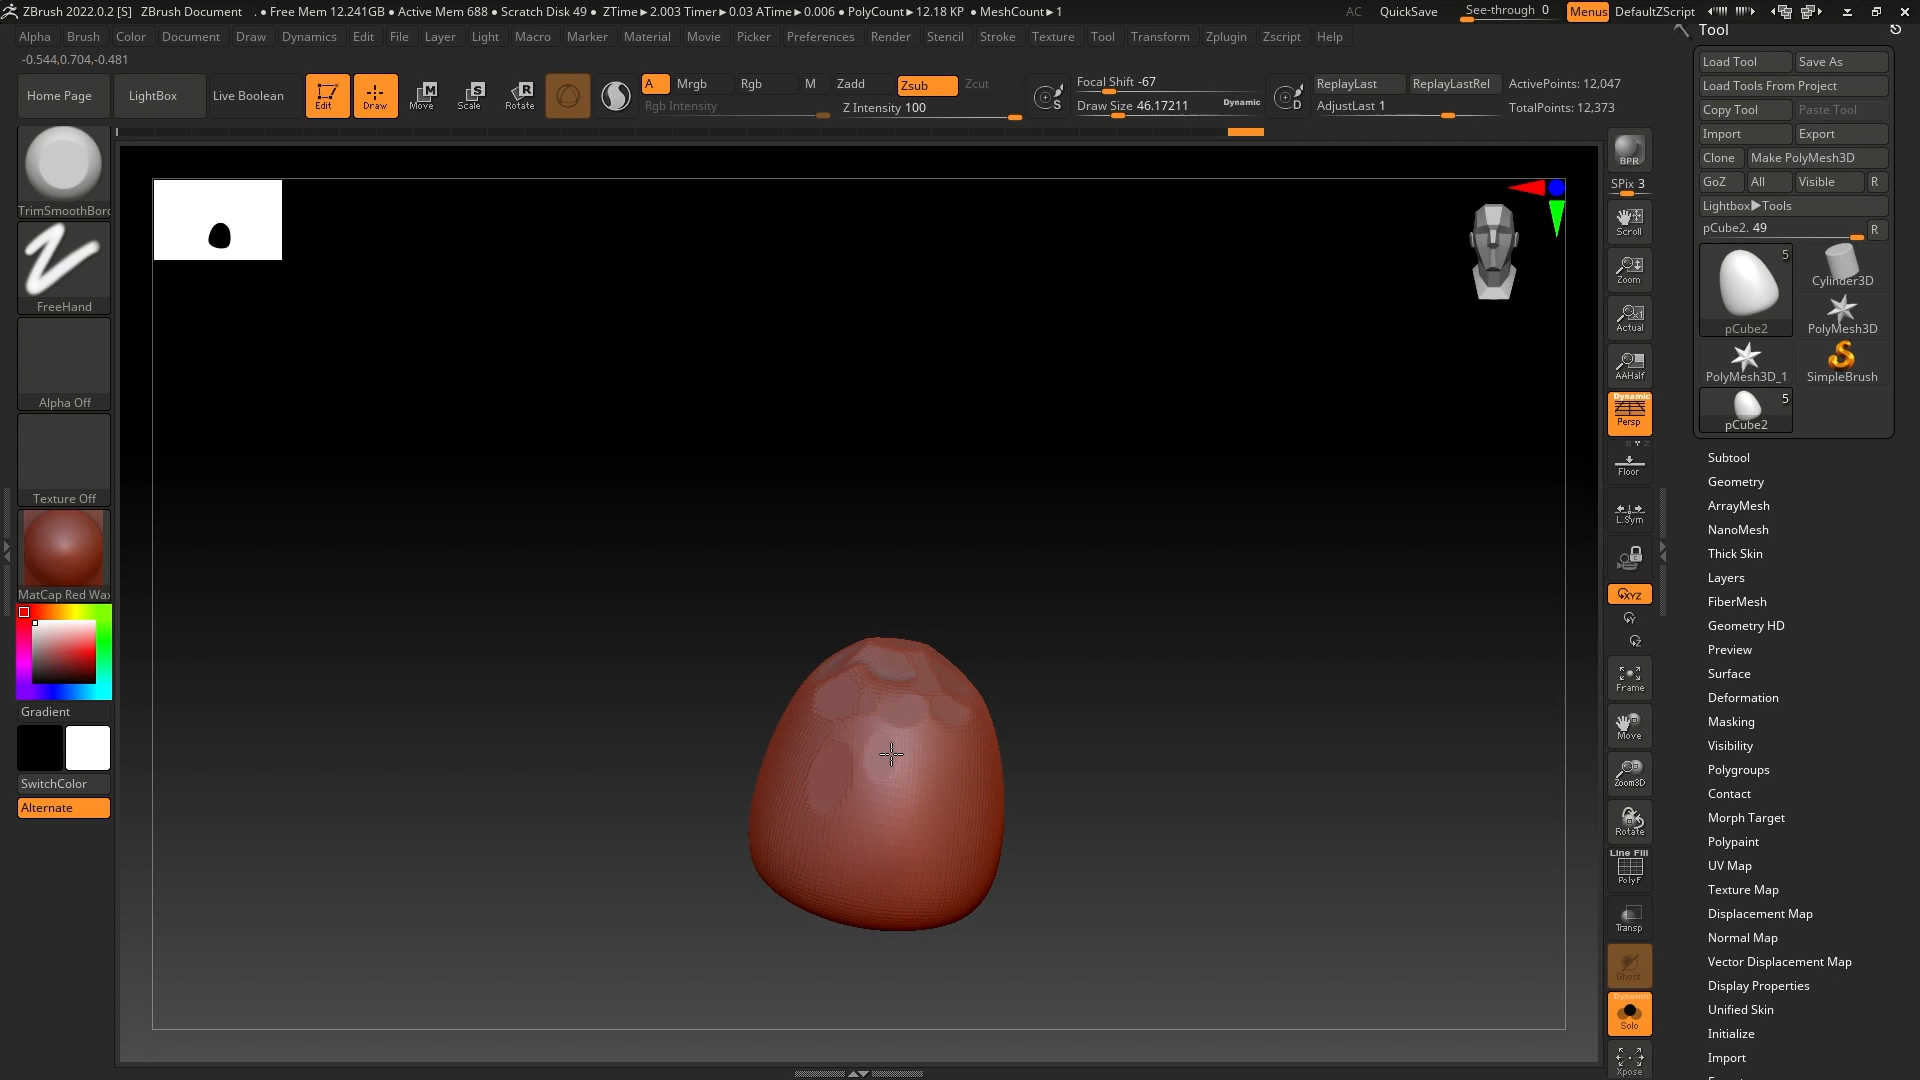 ZBrush 2022.0.2 [S] ZBrush Document . ● Free Mem 12.241GB ● Active Mem 688 ● Scratch Disk 49 ● ZTime►2.003 Timer►0.03 ATime►0.006 ● PolyCount►12.18 KP ● MeshCount►1 AC QuickSave See-through 0 Menus DefaultZScript
Alpha Brush Color Document Draw Dynamics Edit File Layer Light Macro Marker Material Movie Picker Preferences Render Stencil Stroke Texture Tool Transform Zplugin Zscript Help
-0.544,0.704,-0.481
Home Page LightBox Live Boolean Edit Draw Move Scale Rotate
M S R
A Mrgb Rgb M Zadd Zsub Zcut
Rgb Intensity Z Intensity 100
S Focal Shift -67
Draw Size 46.17211 Dynamic
D ReplayLast ReplayLastRel ActivePoints: 12,047
AdjustLast 1 TotalPoints: 12,373
TrimSmoothBord
FreeHand
Alpha Off
Texture Off
MatCap Red Wax
Gradient
SwitchColor
Alternate
BPR
SPix 3
Scroll
Zoom
Actual
AAHalf
Dynamic
Persp
Floor
L.Sym
XYZ
Y
Z
Frame
Move
Zoom3D
Rotate
Line Fill
PolyF
Transp
Ghost
Dynamic
Solo
Xpose
Tool
Load Tool Save As
Load Tools From Project
Copy Tool Paste Tool
Import Export
Clone Make PolyMesh3D
GoZ All Visible R
Lightbox►Tools
pCube2. 49 R
5
pCube2
Cylinder3D
PolyMesh3D
PolyMesh3D_1
SimpleBrush
5
pCube2
Subtool
Geometry
ArrayMesh
NanoMesh
Thick Skin
Layers
FiberMesh
Geometry HD
Preview
Surface
Deformation
Masking
Visibility
Polygroups
Contact
Morph Target
Polypaint
UV Map
Texture Map
Displacement Map
Normal Map
Vector Displacement Map
Display Properties
Unified Skin
Initialize
Import